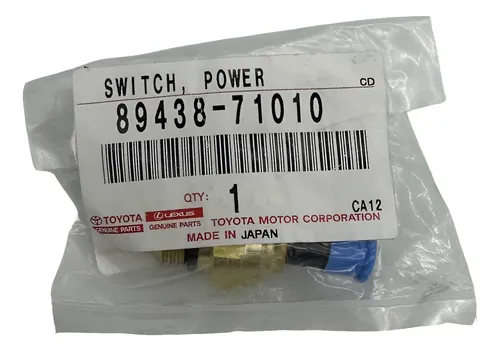 SWITCH, POWER CD
89438-71010
QTY: 1 CA12
TOYOTA LEXUS TOYOTA MOTOR CORPORATION
GENUINE PARTS GENUINE PARTS
MADE IN JAPAN